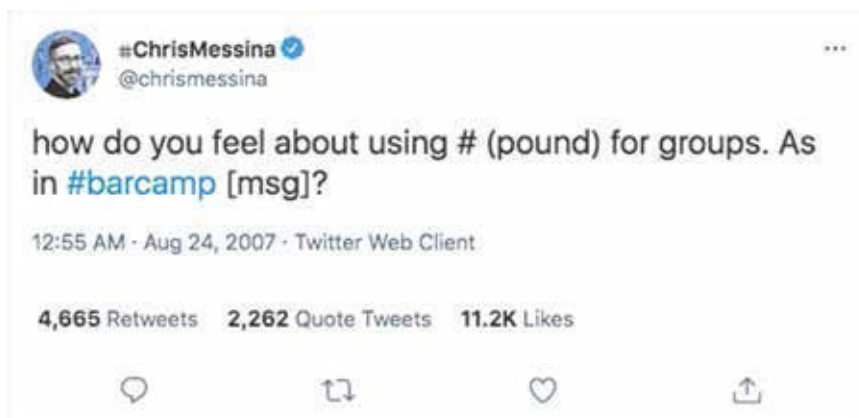 #ChrisMessina
@chrismessina
how do you feel about using # (pound) for groups. As
in #barcamp [msg]?
12:55 AM · Aug 24, 2007 · Twitter Web Client
4,665 Retweets 2,262 Quote Tweets 11.2K Likes